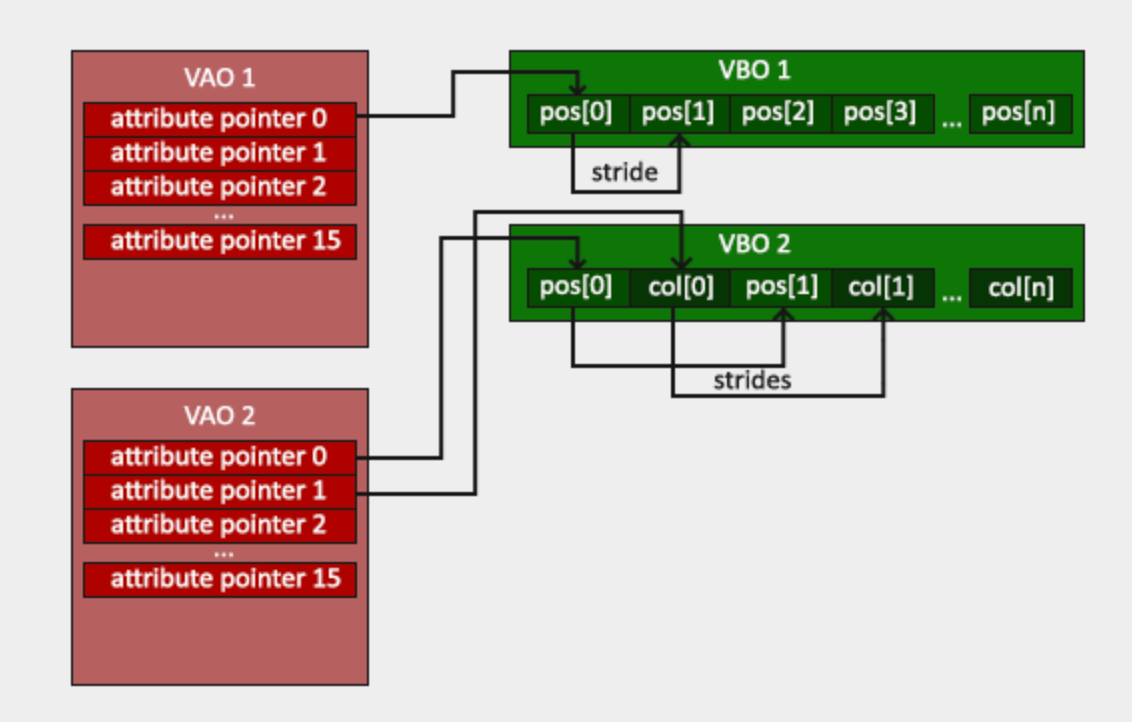 VAO 1
attribute pointer 0
attribute pointer 1
attribute pointer 2
...
attribute pointer 15
VBO 1
pos[0] pos[1] pos[2] pos[3] ... pos[n]
stride
VBO 2
pos[0] col[0] pos[1] col[1] ... col[n]
strides
VAO 2
attribute pointer 0
attribute pointer 1
attribute pointer 2
...
attribute pointer 15